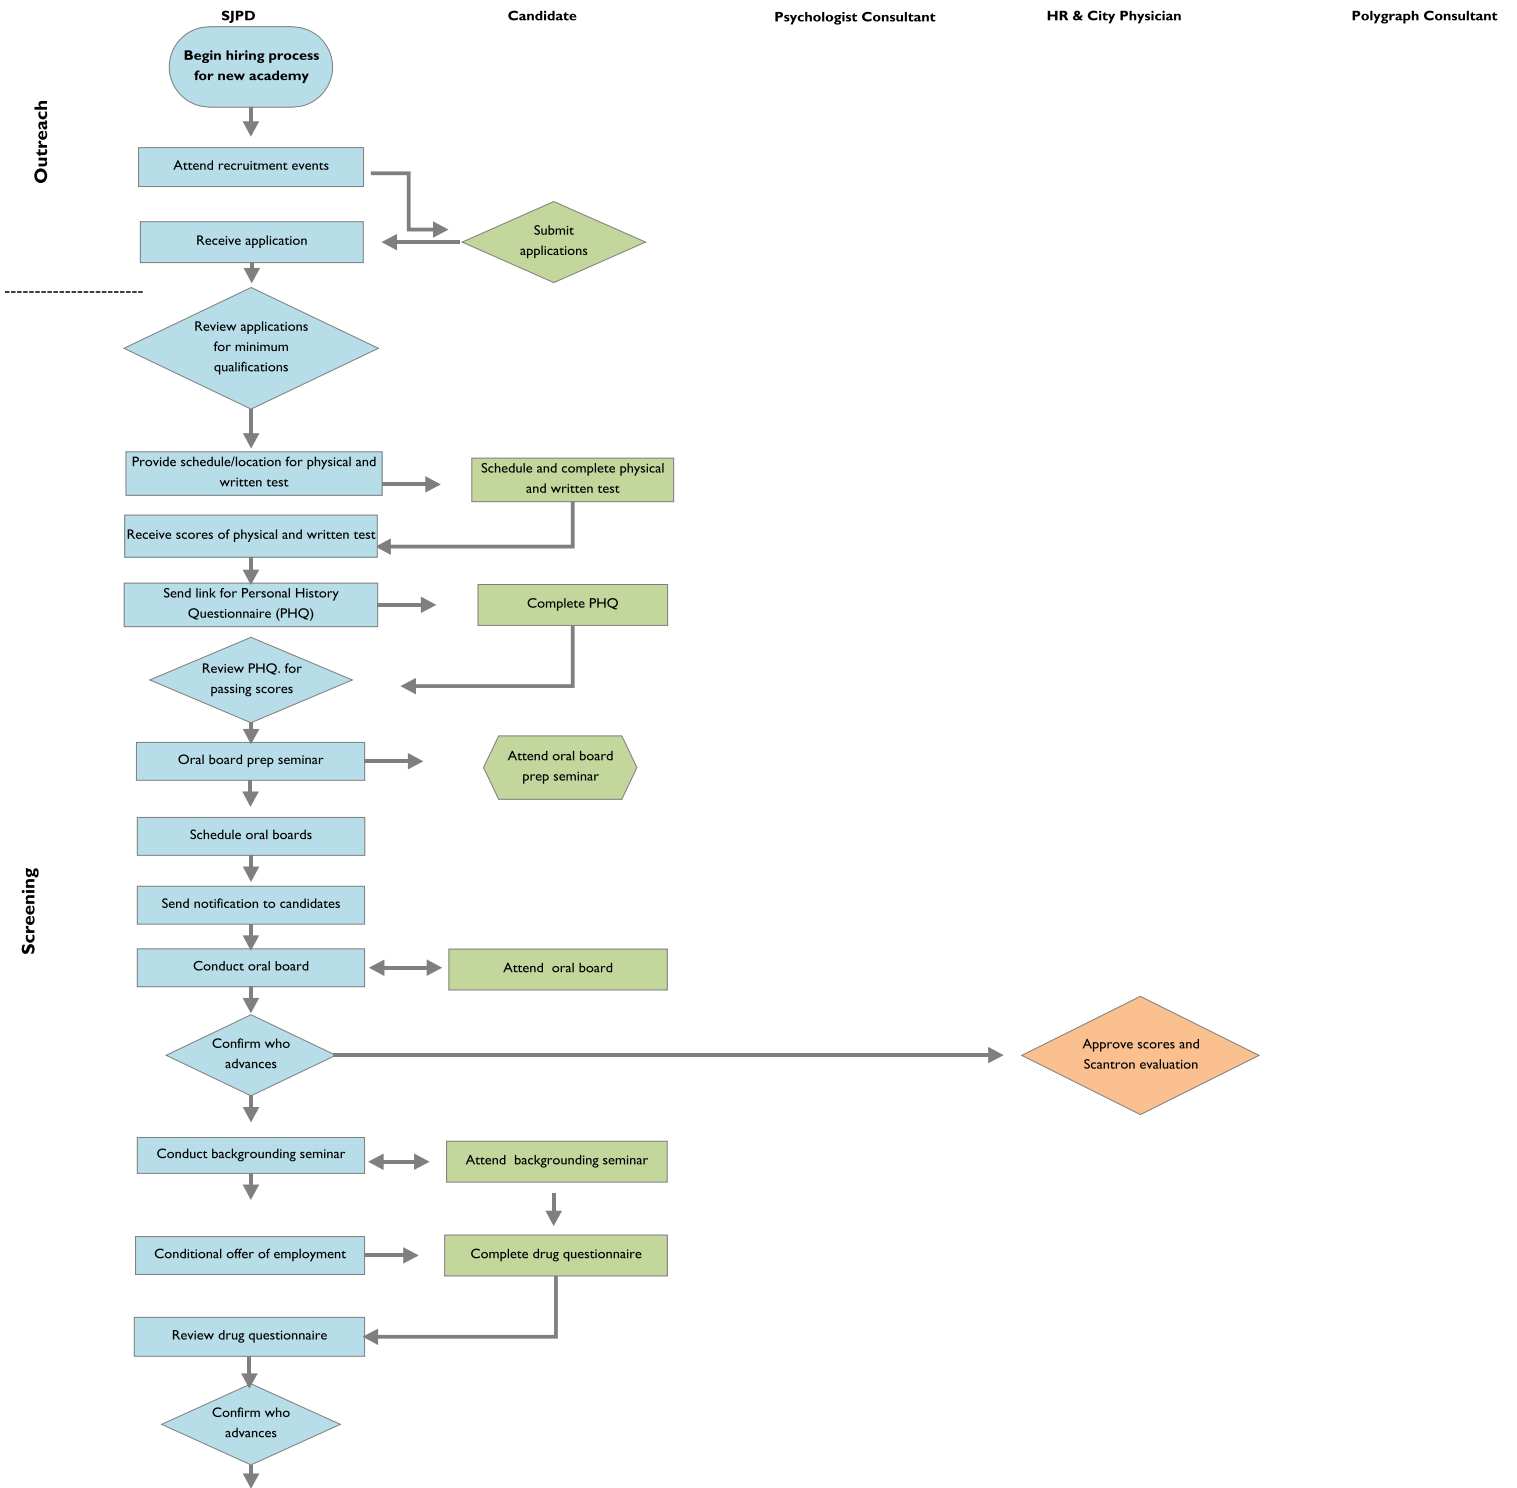 SJPD
Candidate
Psychologist Consultant
HR & City Physician
Polygraph Consultant
Begin hiring process
for new academy
Outreach
Attend recruitment events
Submit
applications
Receive application
Review applications
for minimum
qualifications
Provide schedule/location for physical and
written test
Schedule and complete physical
and written test
Receive scores of physical and written test
Send link for Personal History
Questionnaire (PHQ)
Complete PHQ
Review PHQ. for
passing scores
Oral board prep seminar
Attend oral board
prep seminar
Schedule oral boards
Screening
Send notification to candidates
Conduct oral board
Attend  oral board
Confirm who
advances
Approve scores and
Scantron evaluation
Conduct backgrounding seminar
Attend  backgrounding seminar
Conditional offer of employment
Complete drug questionnaire
Review drug questionnaire
Confirm who
advances